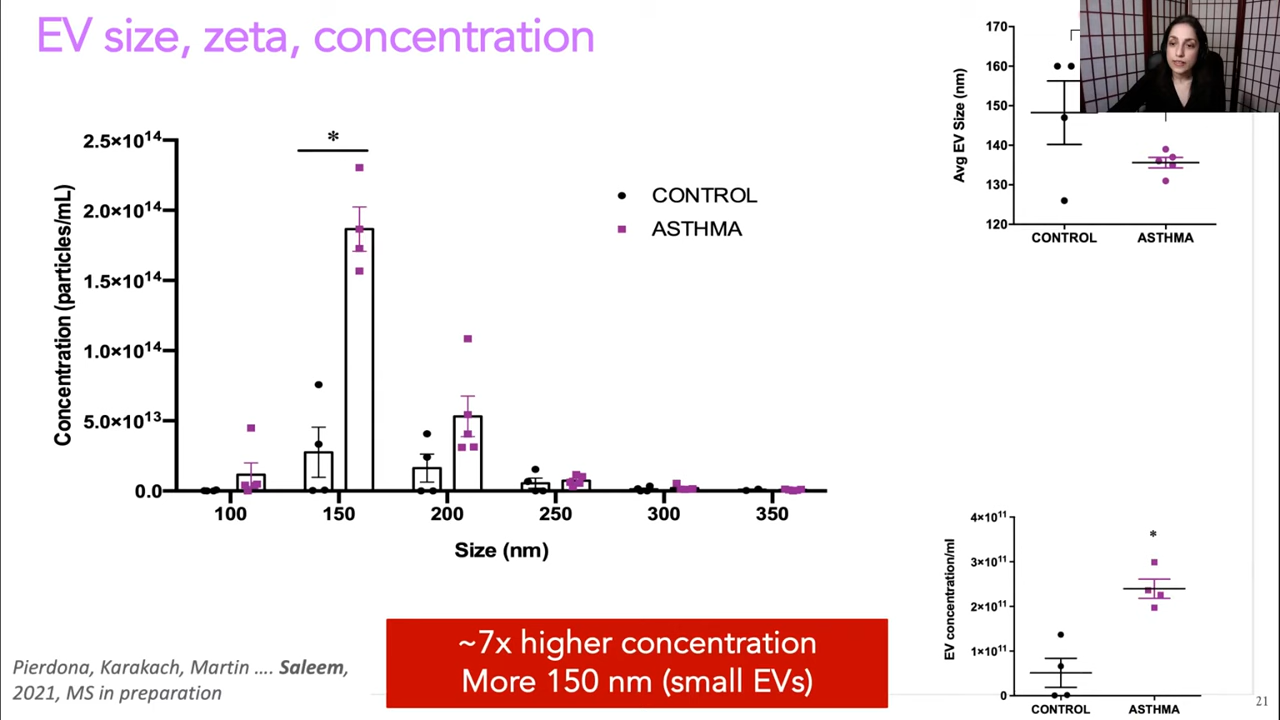 EV size, zeta, concentration
*
2.5×10¹⁴
2.0×10¹⁴
1.5×10¹⁴
1.0×10¹⁴
5.0×10¹³
0.0
Concentration (particles/mL)
100 150 200 250 300 350
Size (nm)
CONTROL
ASTHMA
170
160
150
140
130
120
Avg EV Size (nm)
CONTROL ASTHMA
4×10¹¹
3×10¹¹
2×10¹¹
1×10¹¹
0
EV concentration/ml
*
CONTROL ASTHMA
~7x higher concentration
More 150 nm (small EVs)
Pierdona, Karakach, Martin .... Saleem,
2021, MS in preparation
21